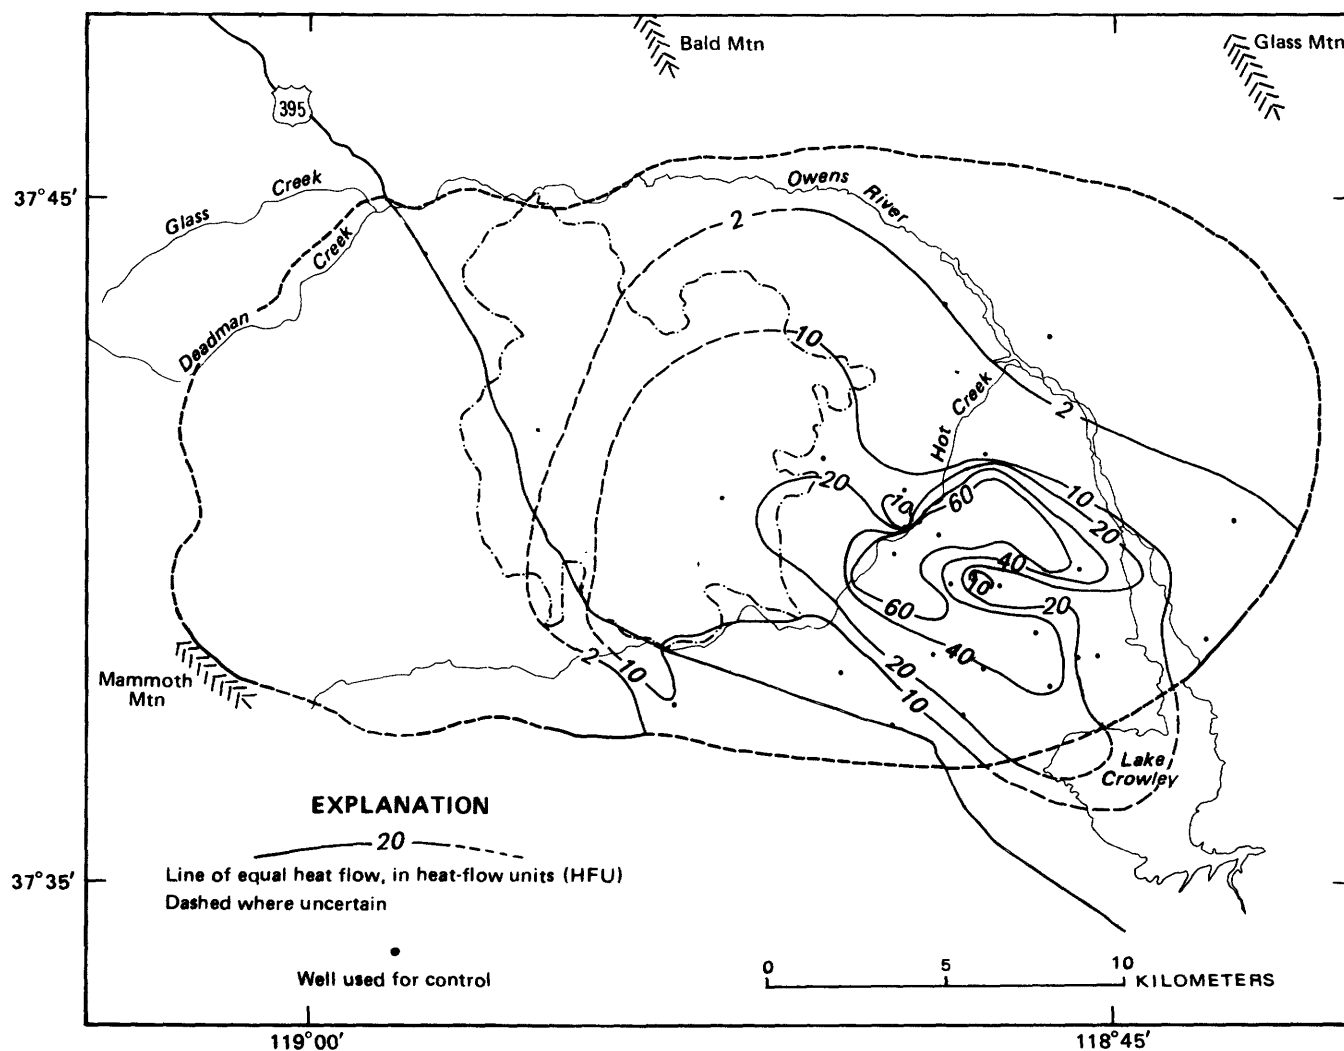 Bald Mtn
Glass Mtn
395
37°45′
Glass Creek
Deadman Creek
Owens River
2
10
Hot Creek
2
20
10
60
10
20
40
10
60
20
40
20
10
2
10
Mammoth
Mtn
Lake
Crowley
EXPLANATION
20
Line of equal heat flow, in heat-flow units (HFU)
Dashed where uncertain
Well used for control
37°35′
0 5 10 KILOMETERS
119°00′ 118°45′